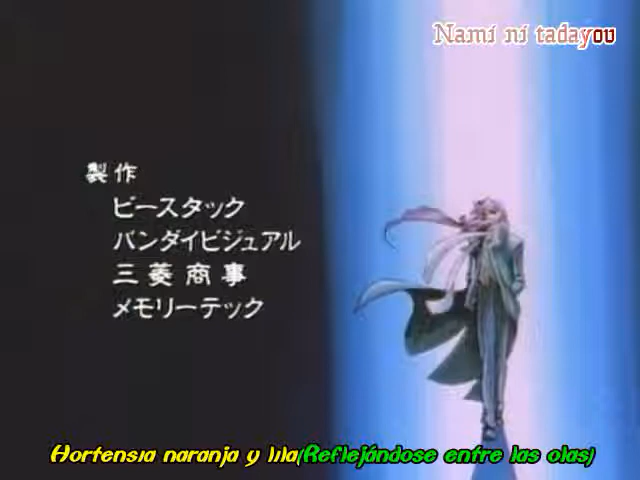 Nami ni tadayou
製作
ビースタック
バンダイビジュアル
三菱商事
メモリーテック
Hortensia naranja y lila(Reflejándose entre las olas)